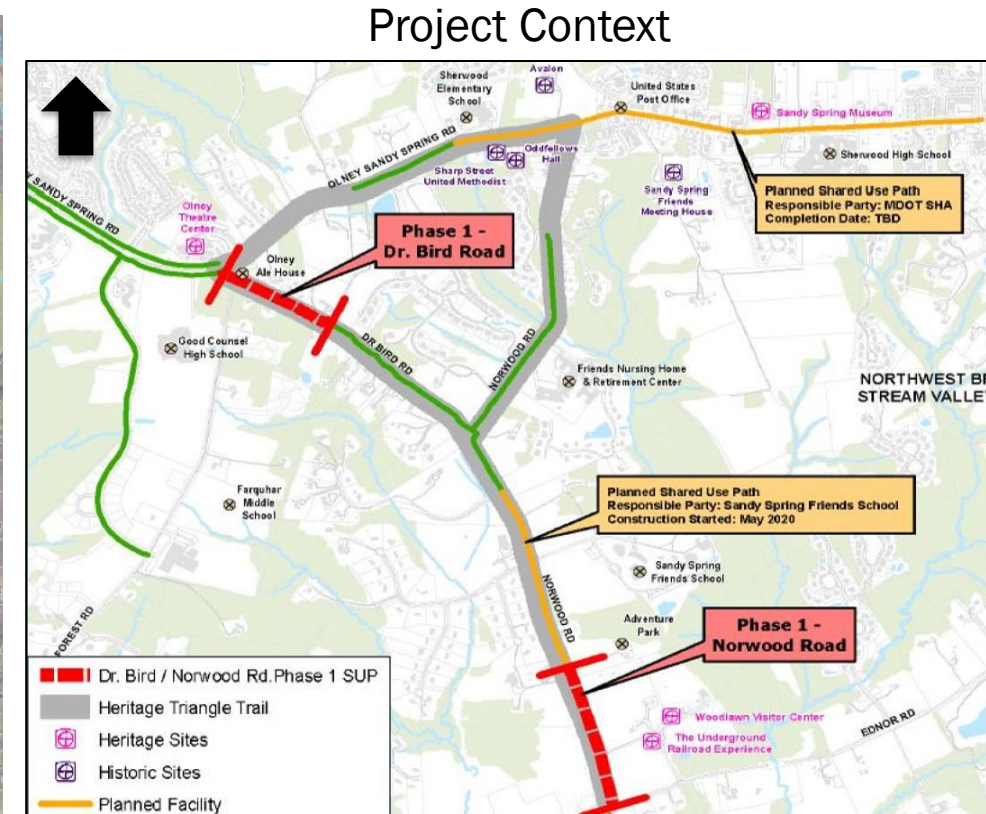 Project Context
Sherwood
Elementary
School
Avalon
United States
Post Office
Sandy Spring Museum
Sherwood High School
OLNEY SANDY SPRING RD
Oddfellows
Hall
Sharp Street
United Methodist
Sandy Spring
Friends
Meeting House
Planned Shared Use Path
Responsible Party: MDOT SHA
Completion Date: TBD
Y SANDY SPRING RD
Olney
Theatre
Center
Phase 1 -
Dr. Bird Road
Olney
Ale House
Good Counsel
High School
DR BIRD RD
NORWOOD RD
Friends Nursing Home
& Retirement Center
NORTHWEST BR
STREAM VALLEY
Farquhar
Middle
School
Planned Shared Use Path
Responsible Party: Sandy Spring Friends School
Construction Started: May 2020
Sandy Spring
Friends School
NORWOOD RD
Adventure
Park
Phase 1 -
Norwood Road
FOREST RD
Woodlawn Visitor Center
The Underground
Railroad Experience
EDNOR RD
Dr. Bird / Norwood Rd.Phase 1 SUP
Heritage Triangle Trail
Heritage Sites
Historic Sites
Planned Facility